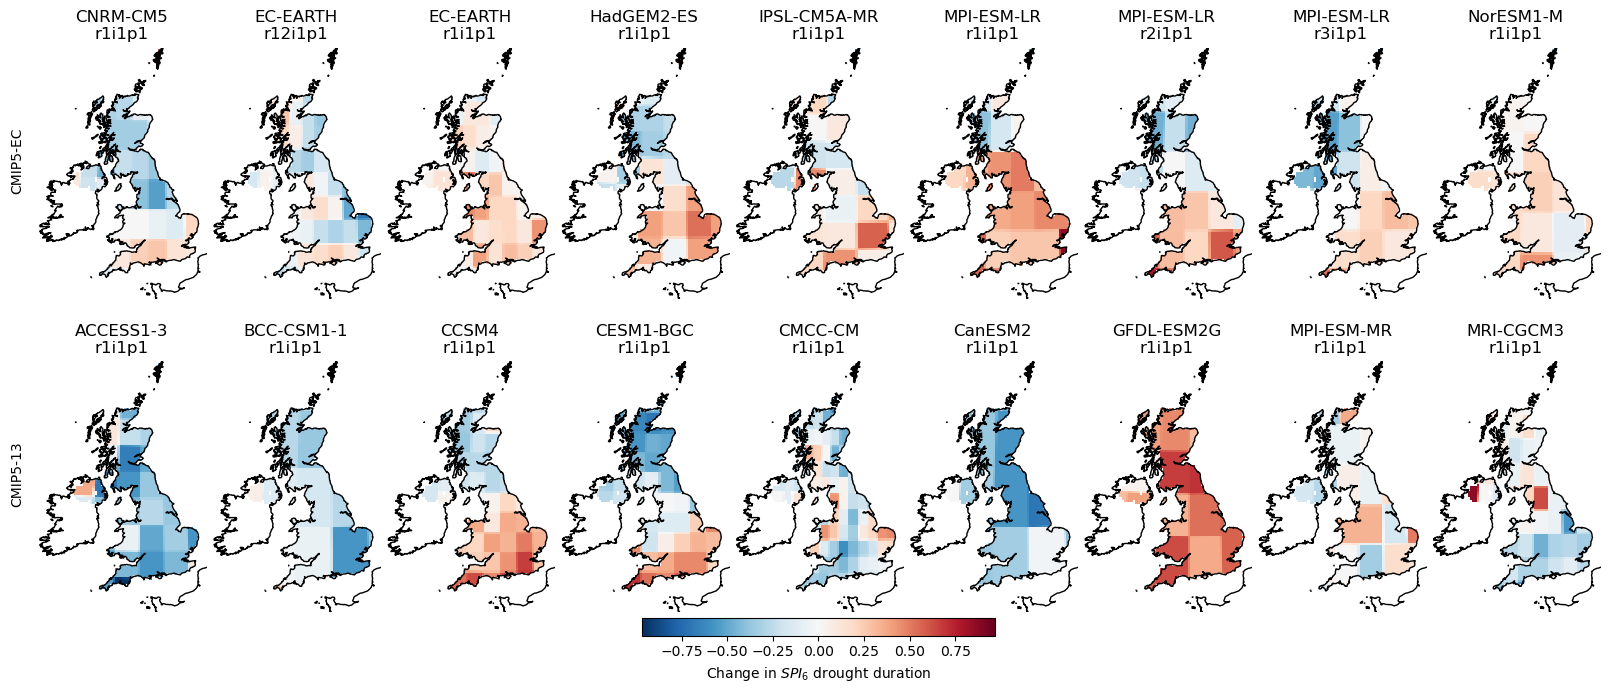 CNRM-CM5 EC-EARTH EC-EARTH HadGEM2-ES IPSL-CM5A-MR MPI-ESM-LR MPI-ESM-LR MPI-ESM-LR NorESM1-M
r1i1p1 r12i1p1 r1i1p1 r1i1p1 r1i1p1 r1i1p1 r2i1p1 r3i1p1 r1i1p1
CMIP5-EC
ACCESS1-3 BCC-CSM1-1 CCSM4 CESM1-BGC CMCC-CM CanESM2 GFDL-ESM2G MPI-ESM-MR MRI-CGCM3
r1i1p1 r1i1p1 r1i1p1 r1i1p1 r1i1p1 r1i1p1 r1i1p1 r1i1p1 r1i1p1
CMIP5-13
−0.75 −0.50 −0.25 0.00 0.25 0.50 0.75
Change in SPI₆ drought duration